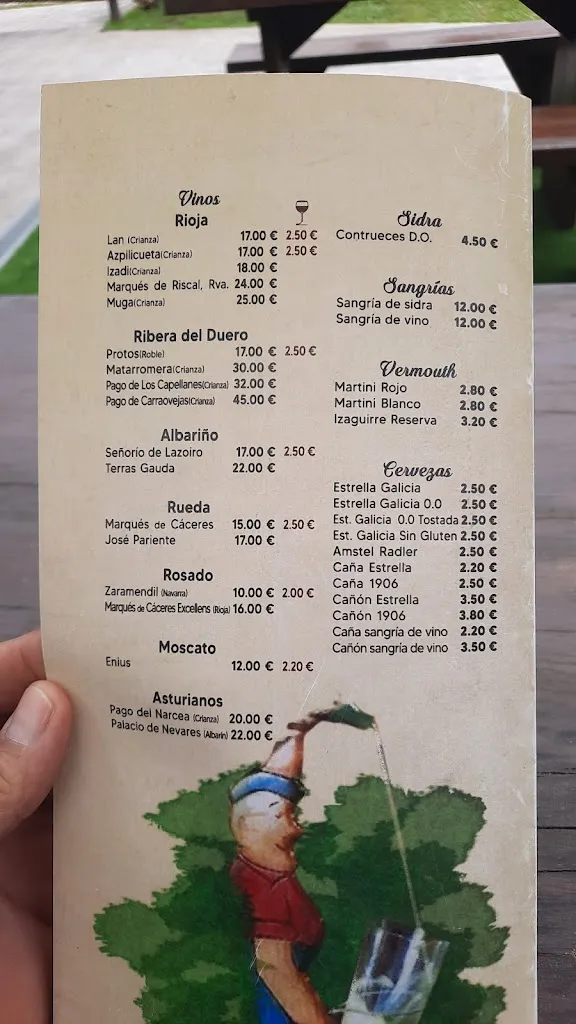 Vinos
Rioja
Lan (Crianza) 17.00 € 2.50 €
Azpilicueta(Crianza) 17.00 € 2.50 €
Izadi(Crianza) 18.00 €
Marqués de Riscal, Rva. 24.00 €
Muga(Crianza) 25.00 €
Ribera del Duero
Protos(Roble) 17.00 € 2.50 €
Matarromera(Crianza) 30.00 €
Pago de Los Capellanes(Crianza) 32.00 €
Pago de Carraovejas(Crianza) 45.00 €
Albariño
Señorío de Lazoiro 17.00 € 2.50 €
Terras Gauda 22.00 €
Rueda
Marqués de Cáceres 15.00 € 2.50 €
José Pariente 17.00 €
Rosado
Zaramendil (Navarra) 10.00 € 2.00 €
Marqués de Cáceres Excellens (Rioja) 16.00 €
Moscato
Enius 12.00 € 2.20 €
Asturianos
Pago del Narcea (Crianza) 20.00 €
Palacio de Nevares (Albarín) 22.00 €
Sidra
Contrueces D.O. 4.50 €
Sangrías
Sangría de sidra 12.00 €
Sangría de vino 12.00 €
Vermouth
Martini Rojo 2.80 €
Martini Blanco 2.80 €
Izaguirre Reserva 3.20 €
Cervezas
Estrella Galicia 2.50 €
Estrella Galicia 0.0 2.50 €
Est. Galicia 0.0 Tostada 2.50 €
Est. Galicia Sin Gluten 2.50 €
Amstel Radler 2.50 €
Caña Estrella 2.20 €
Caña 1906 2.50 €
Cañón Estrella 3.50 €
Cañón 1906 3.80 €
Caña sangría de vino 2.20 €
Cañón sangría de vino 3.50 €